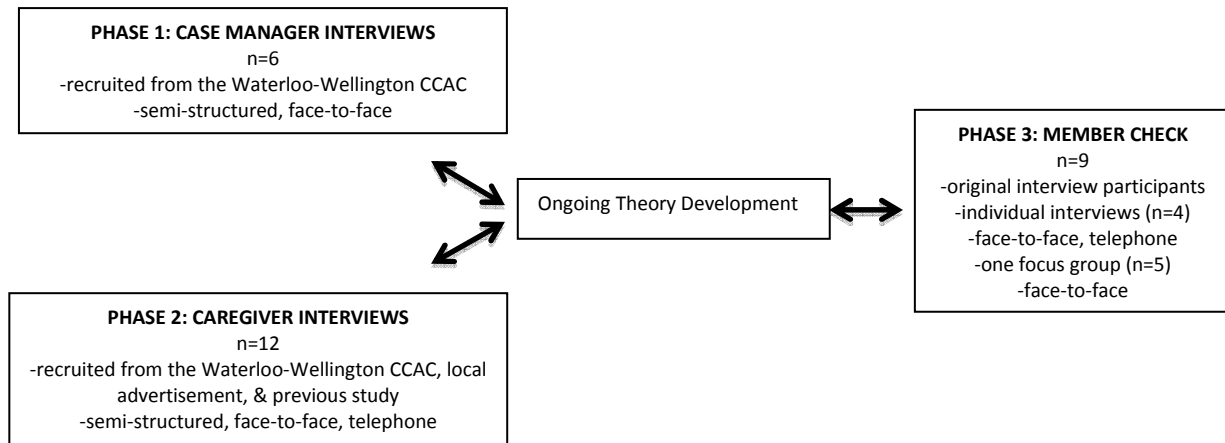 PHASE 1: CASE MANAGER INTERVIEWS
n=6
-recruited from the Waterloo-Wellington CCAC
-semi-structured, face-to-face
Ongoing Theory Development
PHASE 3: MEMBER CHECK
n=9
-original interview participants
-individual interviews (n=4)
-face-to-face, telephone
-one focus group (n=5)
-face-to-face
PHASE 2: CAREGIVER INTERVIEWS
n=12
-recruited from the Waterloo-Wellington CCAC, local
advertisement, & previous study
-semi-structured, face-to-face, telephone